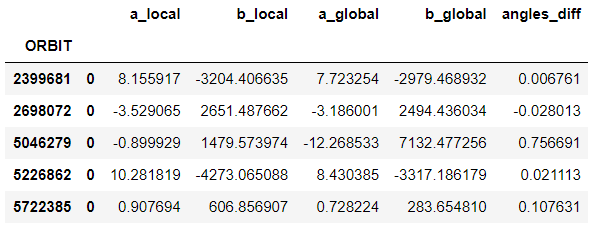 a_local b_local a_global b_global angles_diff
ORBIT
2399681 0 8.155917 -3204.406635 7.723254 -2979.468932 0.006761
2698072 0 -3.529065 2651.487662 -3.186001 2494.436034 -0.028013
5046279 0 -0.899929 1479.573974 -12.268533 7132.477256 0.756691
5226862 0 10.281819 -4273.065088 8.430385 -3317.186179 0.021113
5722385 0 0.907694 606.856907 0.728224 283.654810 0.107631